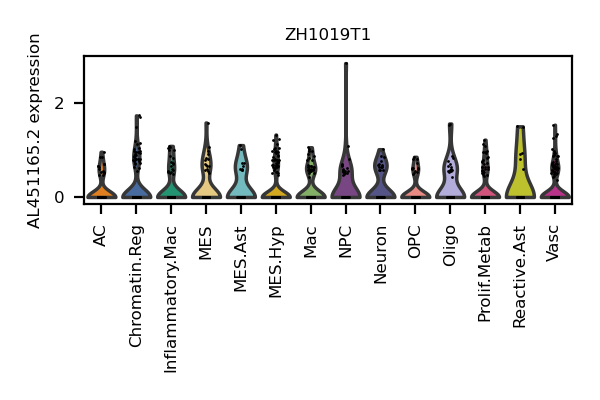 ZH1019T1
AL451165.2 expression
2
0
AC
Chromatin.Reg
Inflammatory.Mac
MES
MES.Ast
MES.Hyp
Mac
NPC
Neuron
OPC
Oligo
Prolif.Metab
Reactive.Ast
Vasc